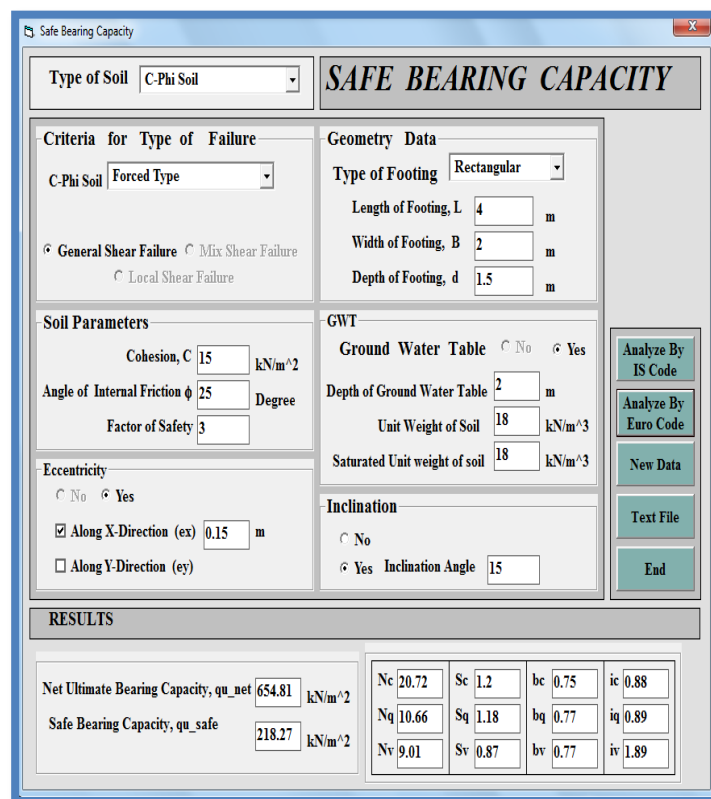 Safe Bearing Capacity
X
Type of Soil C-Phi Soil
SAFE BEARING CAPACITY
Criteria for Type of Failure
C-Phi Soil Forced Type
General Shear Failure Mix Shear Failure
Local Shear Failure
Geometry Data
Type of Footing Rectangular
Length of Footing, L 4 m
Width of Footing, B 2 m
Depth of Footing, d 1.5 m
Soil Parameters
Cohesion, C 15 kN/m^2
Angle of Internal Friction ϕ 25 Degree
Factor of Safety 3
GWT
Ground Water Table No Yes
Depth of Ground Water Table 2 m
Unit Weight of Soil 18 kN/m^3
Saturated Unit weight of soil 18 kN/m^3
Eccentricity
No Yes
Along X-Direction (ex) 0.15 m
Along Y-Direction (ey)
Inclination
No
Yes Inclination Angle 15
Analyze By
IS Code
Analyze By
Euro Code
New Data
Text File
End
RESULTS
Net Ultimate Bearing Capacity, qu_net 654.81 kN/m^2
Safe Bearing Capacity, qu_safe 218.27 kN/m^2
Nc 20.72 Sc 1.2 bc 0.75 ic 0.88
Nq 10.66 Sq 1.18 bq 0.77 iq 0.89
Nv 9.01 Sv 0.87 bv 0.77 iv 1.89